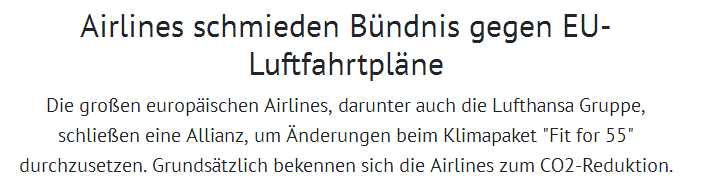 Airlines schmieden Bündnis gegen EU-
Luftfahrtpläne
Die großen europäischen Airlines, darunter auch die Lufthansa Gruppe,
schließen eine Allianz, um Änderungen beim Klimapaket "Fit for 55"
durchzusetzen. Grundsätzlich bekennen sich die Airlines zum CO2-Reduktion.